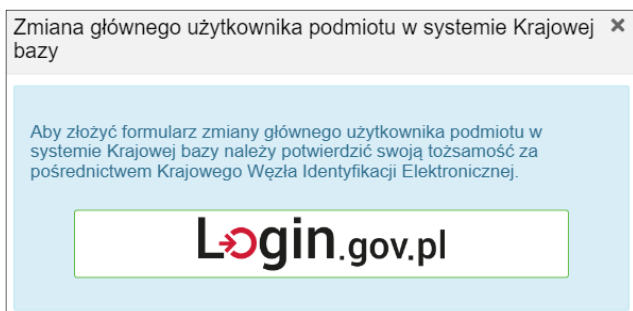 Zmiana głównego użytkownika podmiotu w systemie Krajowej ×
bazy
Aby złożyć formularz zmiany głównego użytkownika podmiotu w
systemie Krajowej bazy należy potwierdzić swoją tożsamość za
pośrednictwem Krajowego Węzła Identyfikacji Elektronicznej.
Login.gov.pl